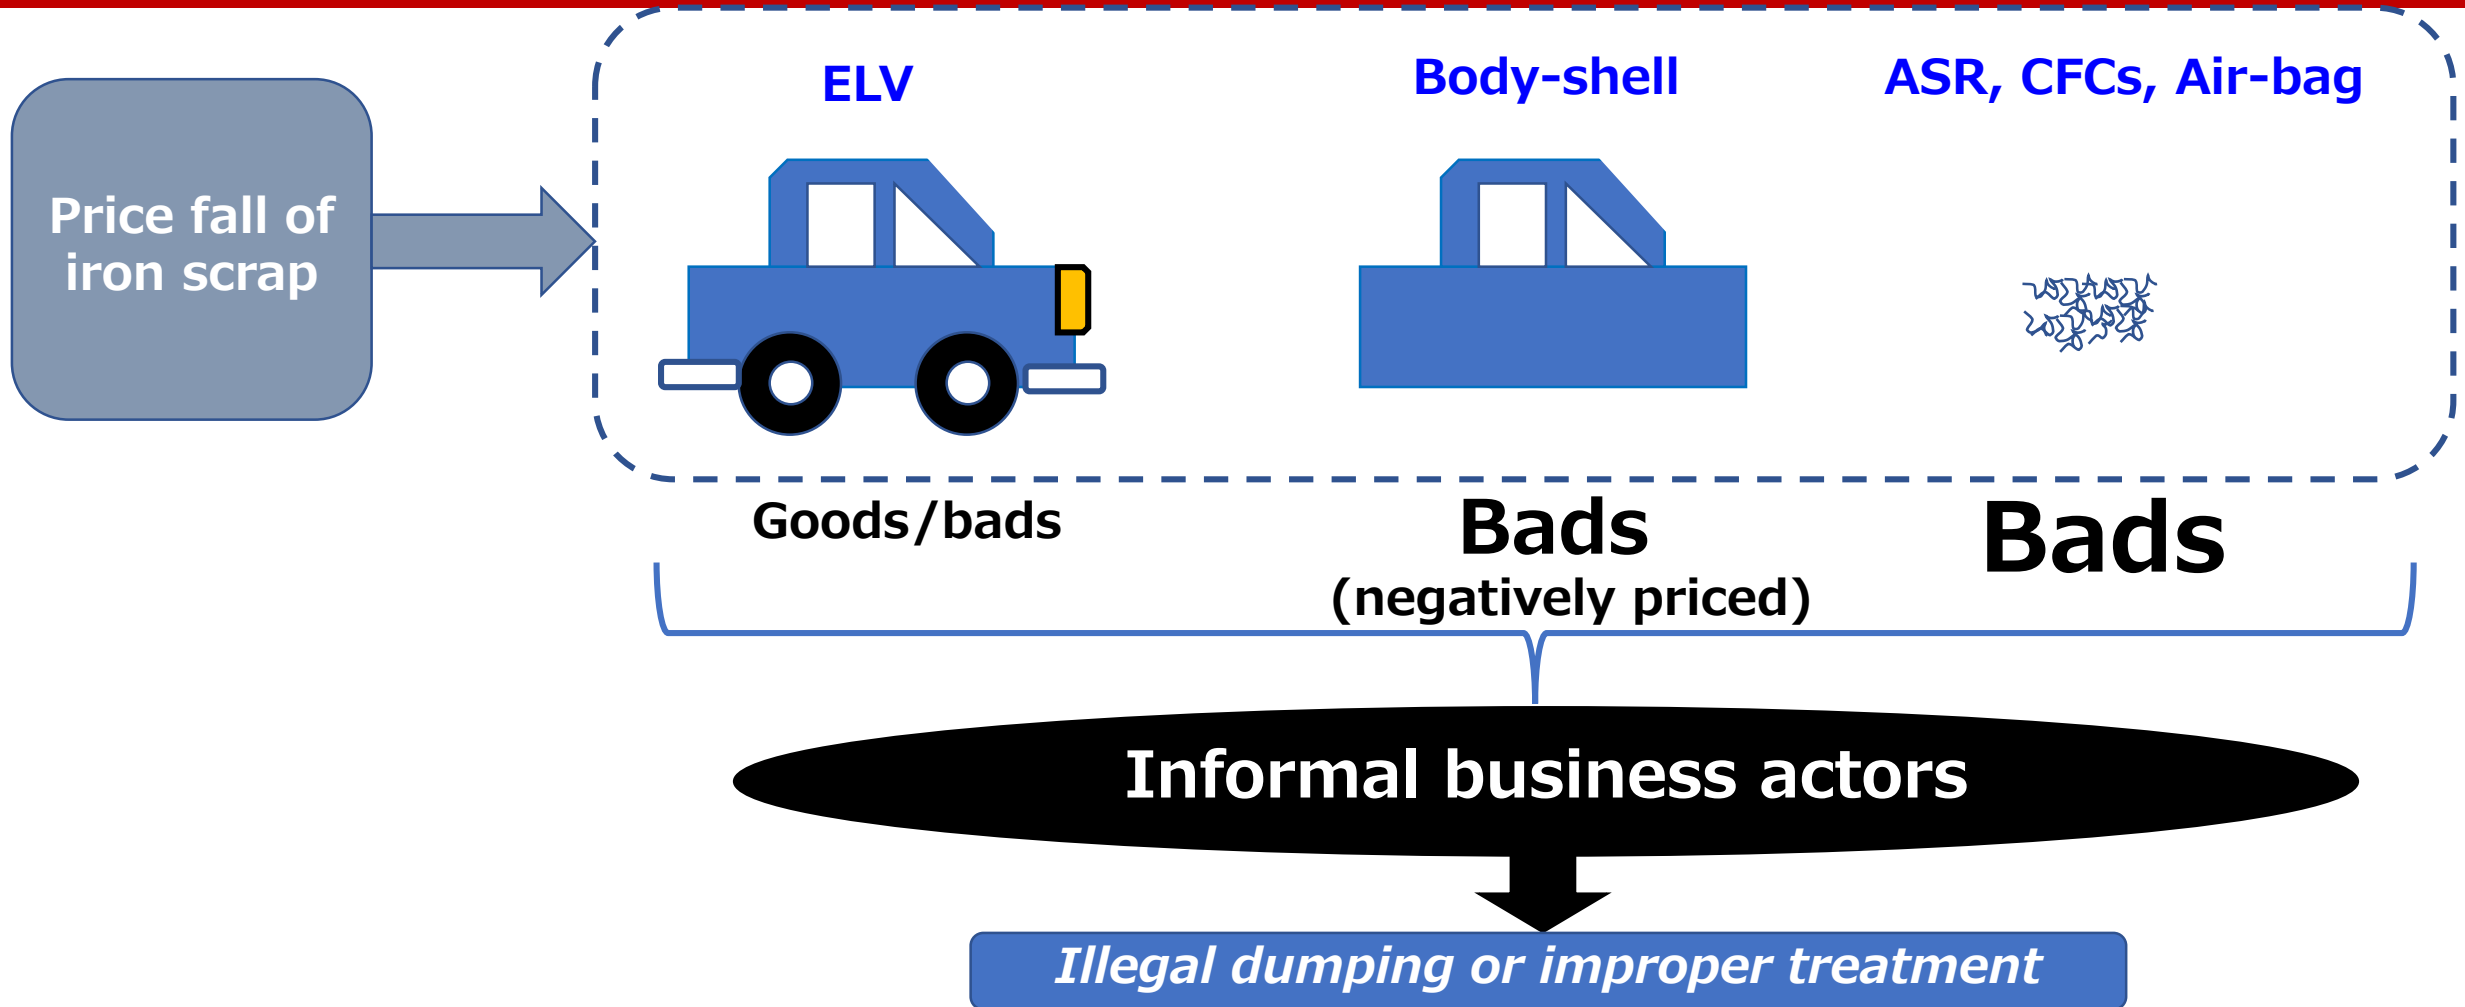 Price fall of
iron scrap
ELV
Body-shell
ASR, CFCs, Air-bag
Goods/bads
Bads
(negatively priced)
Bads
Informal business actors
Illegal dumping or improper treatment